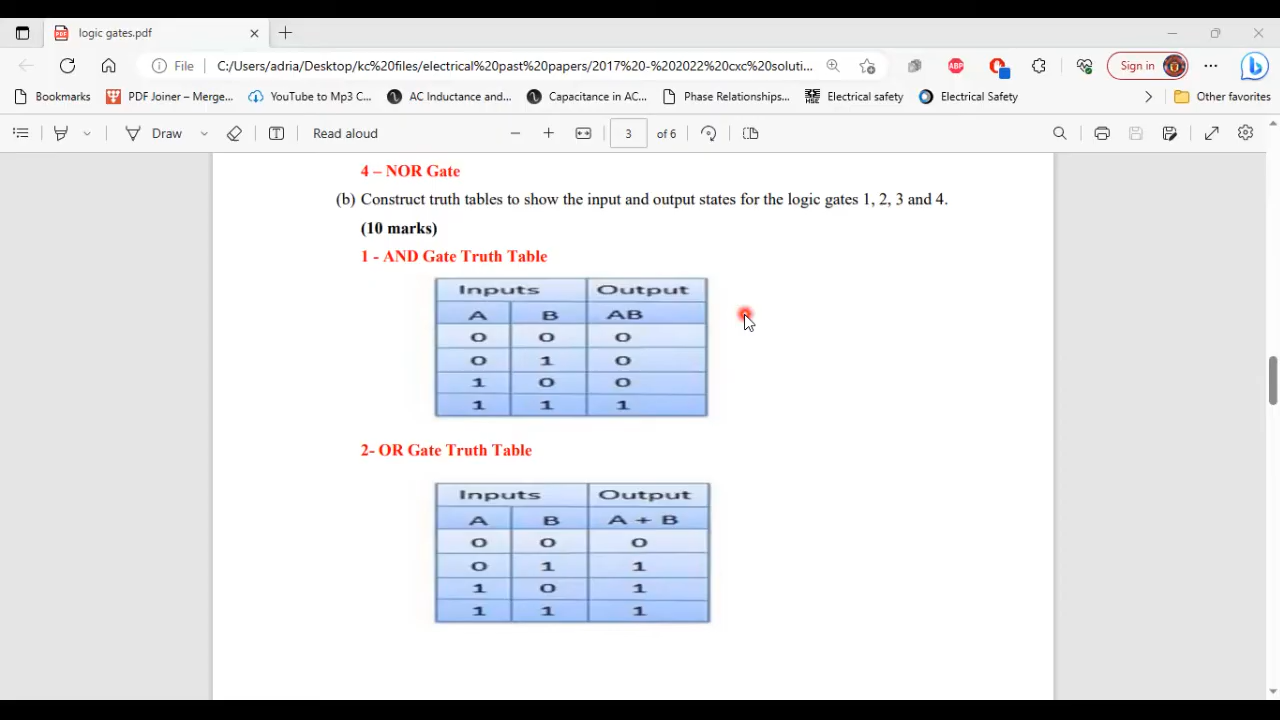 logic gates.pdf
File
C:/Users/adria/Desktop/kc%20files/electrical%20past%20papers/2017%20-%202022%20cxc%20soluti...
Sign in
Bookmarks
PDF Joiner – Merge...
YouTube to Mp3 C...
AC Inductance and...
Capacitance in AC...
Phase Relationships...
Electrical safety
Electrical Safety
Other favorites
Draw
Read aloud
3 of 6
4 – NOR Gate
(b) Construct truth tables to show the input and output states for the logic gates 1, 2, 3 and 4.
(10 marks)
1 - AND Gate Truth Table
Inputs Output
A B AB
0 0 0
0 1 0
1 0 0
1 1 1
2- OR Gate Truth Table
Inputs Output
A B A + B
0 0 0
0 1 1
1 0 1
1 1 1